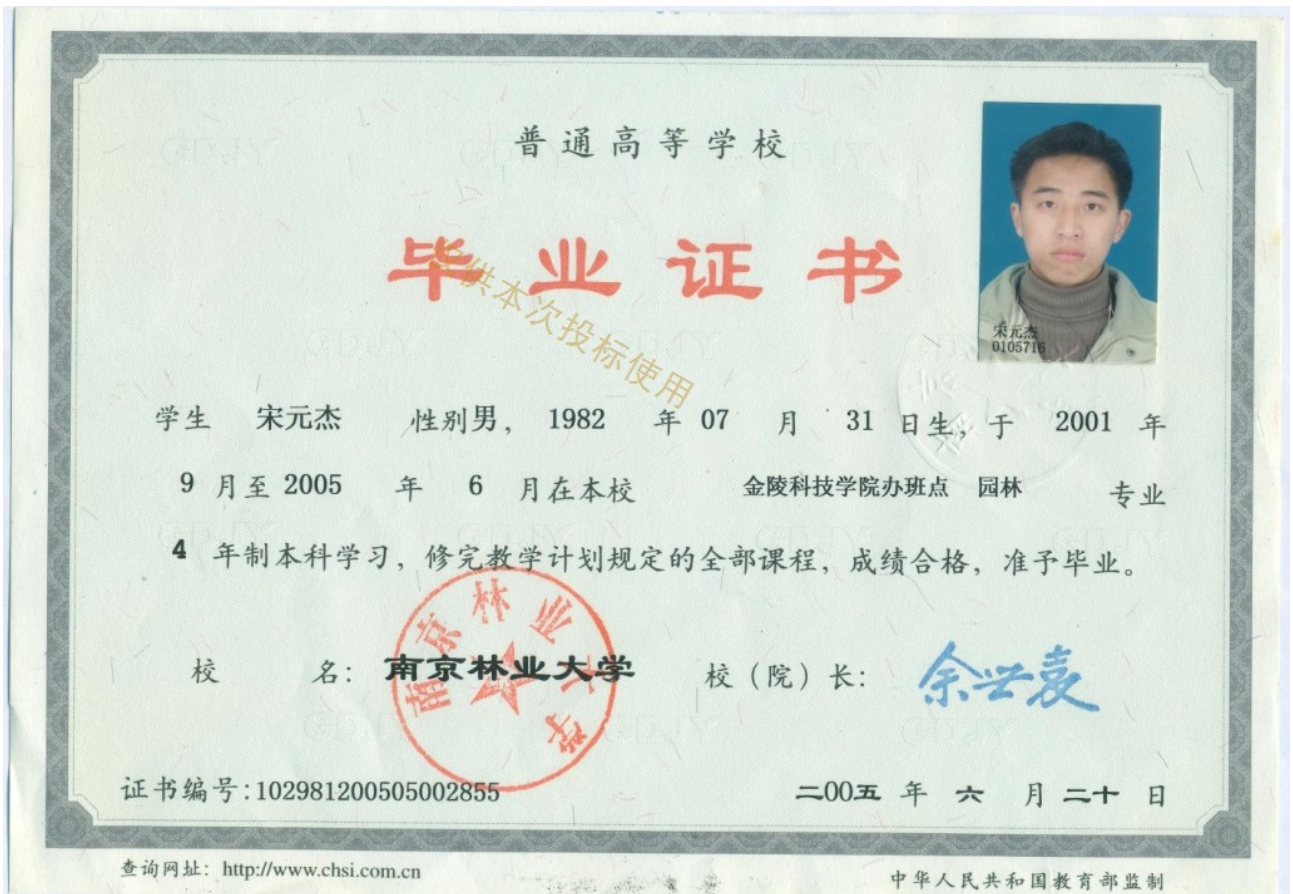 普通高等学校
毕业证书
仅供本次投标使用
宋元杰
0105716
学生 宋元杰 性别男，1982 年 07 月 31 日生，于 2001 年
9 月至 2005 年 6 月在本校 金陵科技学院办班点 园林 专业
4 年制本科学习，修完教学计划规定的全部课程，成绩合格，准予毕业。
校 名：南京林业大学 校（院）长：余世袁
南京林业大学
证书编号：102981200505002855 二00五 年 六 月 二十 日
查询网址：http://www.chsi.com.cn 中华人民共和国教育部监制